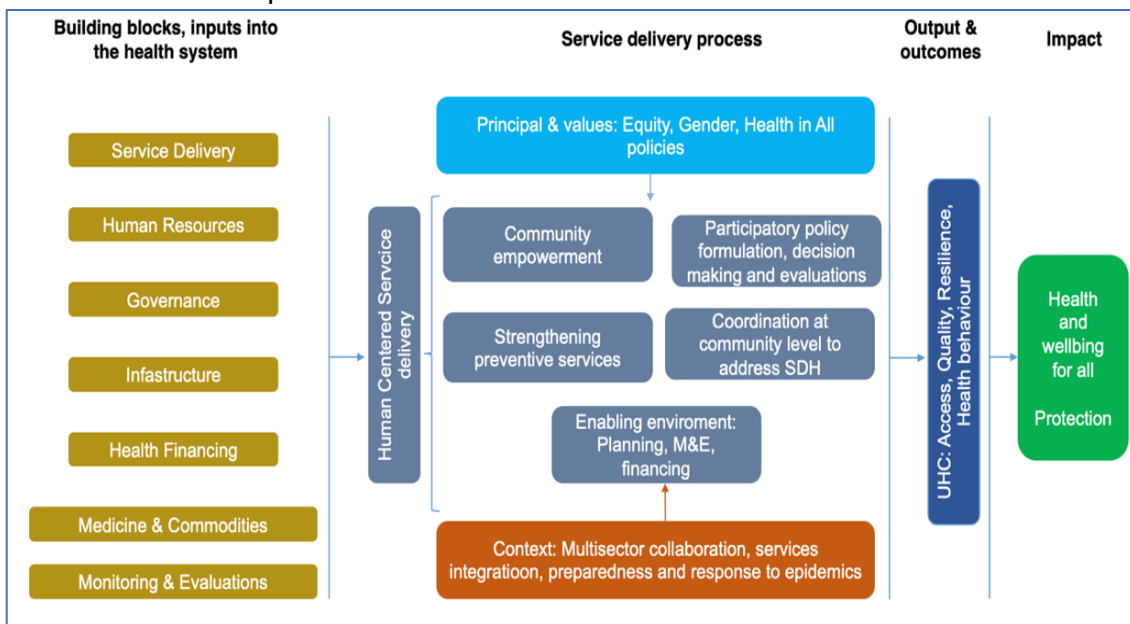 Building blocks, inputs into
the health system
Service delivery process
Output &
outcomes
Impact
Service Delivery
Human Resources
Governance
Infastructure
Health Financing
Medicine & Commodities
Monitoring & Evaluations
Human Centered Servcice
delivery
Principal & values: Equity, Gender, Health in All
policies
Community
empowerment
Participatory policy
formulation, decision
making and evaluations
Strengthening
preventive services
Coordination at
community level to
address SDH
Enabling enviroment:
Planning, M&E,
financing
Context: Multisector collaboration, services
integratioon, preparedness and response to epidemics
UHC: Access, Quality, Resilience,
Health behaviour
Health
and
wellbing
for all
Protection